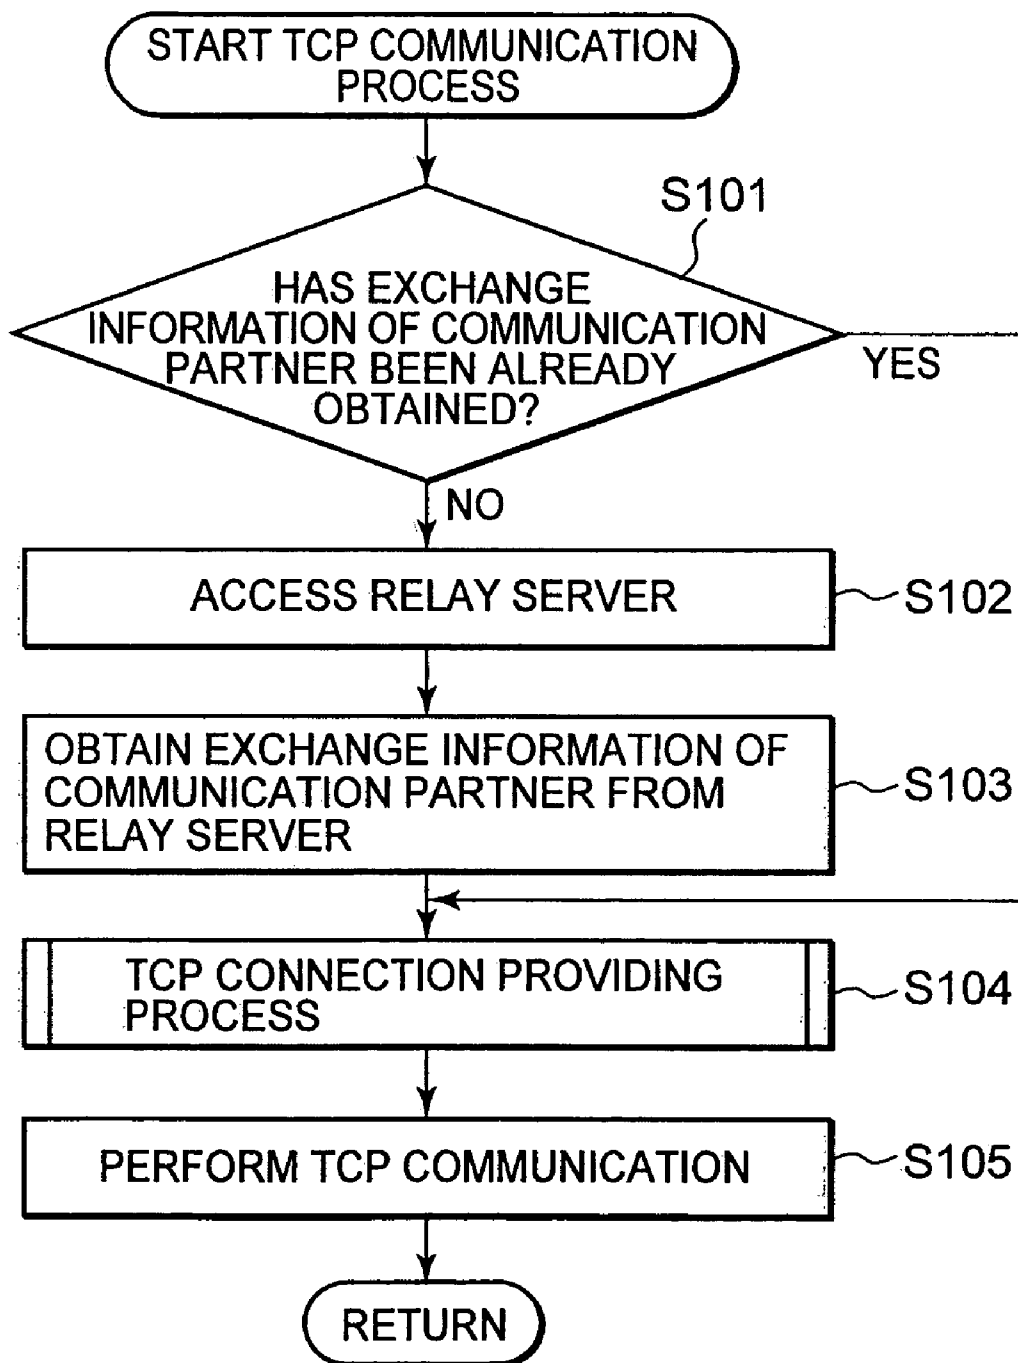 START TCP COMMUNICATION
PROCESS
S101
HAS EXCHANGE
INFORMATION OF COMMUNICATION
PARTNER BEEN ALREADY
OBTAINED?
YES
NO
ACCESS RELAY SERVER
S102
OBTAIN EXCHANGE INFORMATION OF
COMMUNICATION PARTNER FROM
RELAY SERVER
S103
TCP CONNECTION PROVIDING
PROCESS
S104
PERFORM TCP COMMUNICATION
S105
RETURN